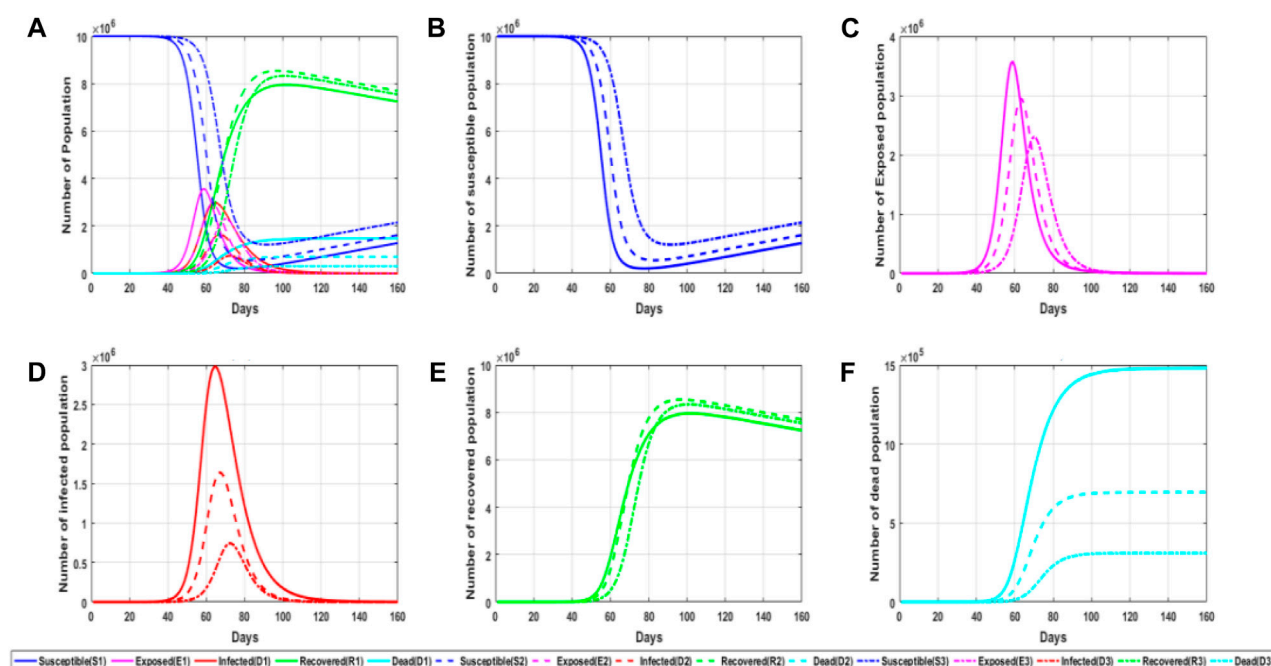 A
×10^6
10
8
6
4
2
0
Number of Population
0 20 40 60 80 100 120 140 160
Days
B
×10^6
10
8
6
4
2
0
Number of susceptible population
0 20 40 60 80 100 120 140 160
Days
C
×10^6
4
3
2
1
0
Number of Exposed population
0 20 40 60 80 100 120 140 160
Days
D
×10^6
3
2.5
2
1.5
1
0.5
0
Number of infected population
0 20 40 60 80 100 120 140 160
Days
E
×10^6
10
8
6
4
2
0
Number of recovered population
0 20 40 60 80 100 120 140 160
Days
F
×10^5
15
10
5
0
Number of dead population
0 20 40 60 80 100 120 140 160
Days
Susceptible(S1) Exposed(E1) Infected(D1) Recovered(R1) Dead(D1) Susceptible(S2) Exposed(E2) Infected(D2) Recovered(R2) Dead(D2) Susceptible(S3) Exposed(E3) Infected(D3) Recovered(R3) Dead(D3